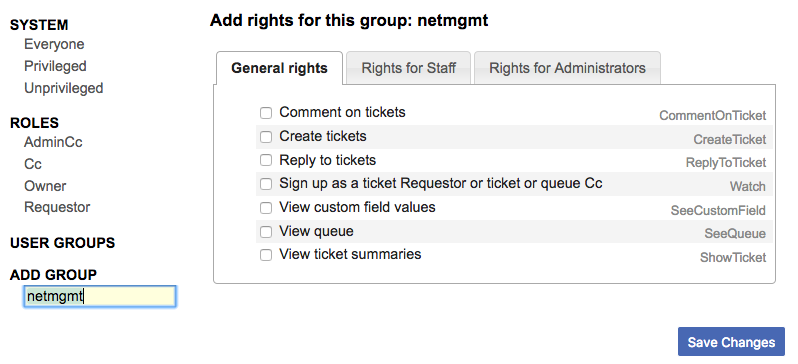 SYSTEM
Everyone
Privileged
Unprivileged
ROLES
AdminCc
Cc
Owner
Requestor
USER GROUPS
ADD GROUP
netmgmt
Add rights for this group: netmgmt
General rights Rights for Staff Rights for Administrators
Comment on tickets CommentOnTicket
Create tickets CreateTicket
Reply to tickets ReplyToTicket
Sign up as a ticket Requestor or ticket or queue Cc Watch
View custom field values SeeCustomField
View queue SeeQueue
View ticket summaries ShowTicket
Save Changes